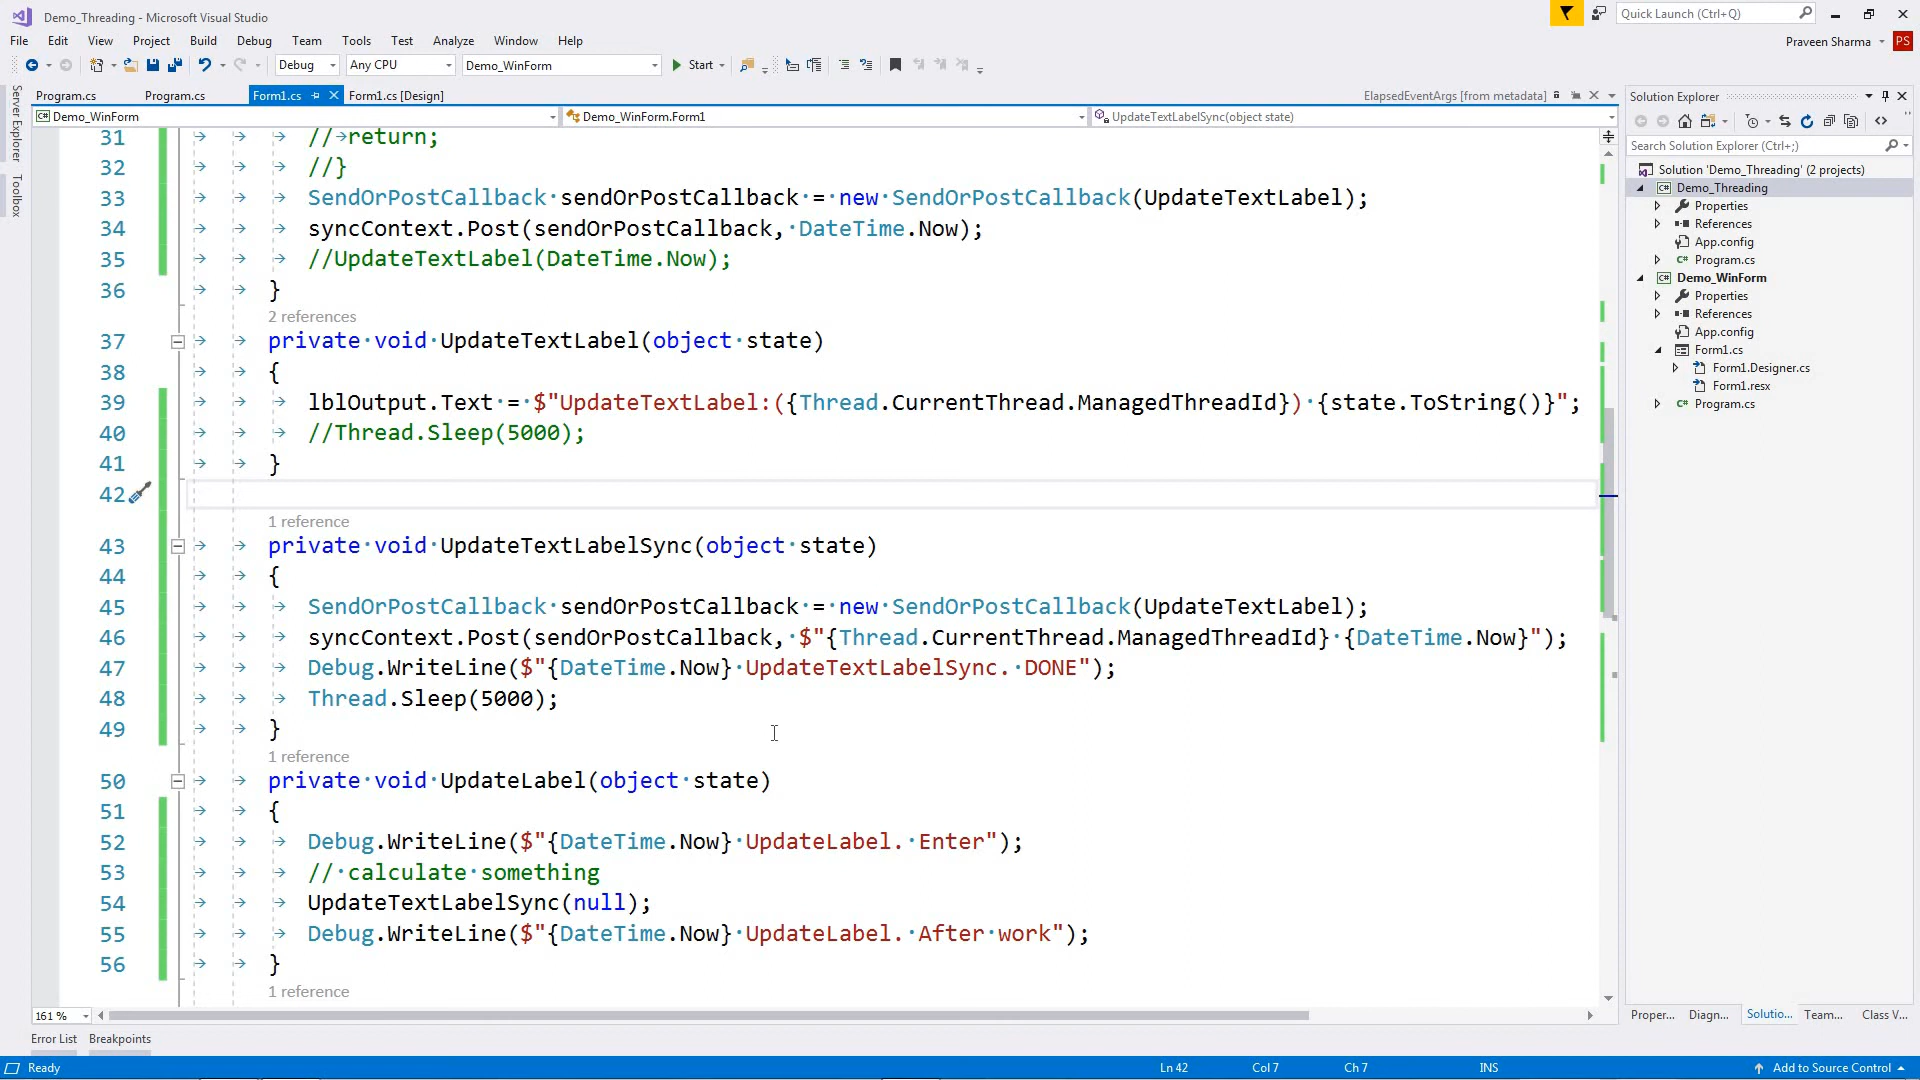 Demo_Threading - Microsoft Visual Studio
Quick Launch (Ctrl+Q)
File Edit View Project Build Debug Team Tools Test Analyze Window Help
Praveen Sharma PS
Debug Any CPU Demo_WinForm Start
Server Explorer
Toolbox
Program.cs Program.cs Form1.cs Form1.cs [Design] ElapsedEventArgs [from metadata]
Demo_WinForm Demo_WinForm.Form1 UpdateTextLabelSync(object state)
31 //return;
32 //}
33 SendOrPostCallback sendOrPostCallback = new SendOrPostCallback(UpdateTextLabel);
34 syncContext.Post(sendOrPostCallback, DateTime.Now);
35 //UpdateTextLabel(DateTime.Now);
36 }
2 references
37 private void UpdateTextLabel(object state)
38 {
39 lblOutput.Text = $"UpdateTextLabel:({Thread.CurrentThread.ManagedThreadId}) {state.ToString()}";
40 //Thread.Sleep(5000);
41 }
42
1 reference
43 private void UpdateTextLabelSync(object state)
44 {
45 SendOrPostCallback sendOrPostCallback = new SendOrPostCallback(UpdateTextLabel);
46 syncContext.Post(sendOrPostCallback, $"{Thread.CurrentThread.ManagedThreadId} {DateTime.Now}");
47 Debug.WriteLine($"{DateTime.Now} UpdateTextLabelSync. DONE");
48 Thread.Sleep(5000);
49 }
1 reference
50 private void UpdateLabel(object state)
51 {
52 Debug.WriteLine($"{DateTime.Now} UpdateLabel. Enter");
53 // calculate something
54 UpdateTextLabelSync(null);
55 Debug.WriteLine($"{DateTime.Now} UpdateLabel. After work");
56 }
1 reference
161 %
Error List Breakpoints
Solution Explorer
Search Solution Explorer (Ctrl+;)
Solution 'Demo_Threading' (2 projects)
Demo_Threading
Properties
References
App.config
Program.cs
Demo_WinForm
Properties
References
App.config
Form1.cs
Form1.Designer.cs
Form1.resx
Program.cs
Proper... Diagn... Solutio... Team... Class V...
Ready Ln 42 Col 7 Ch 7 INS Add to Source Control